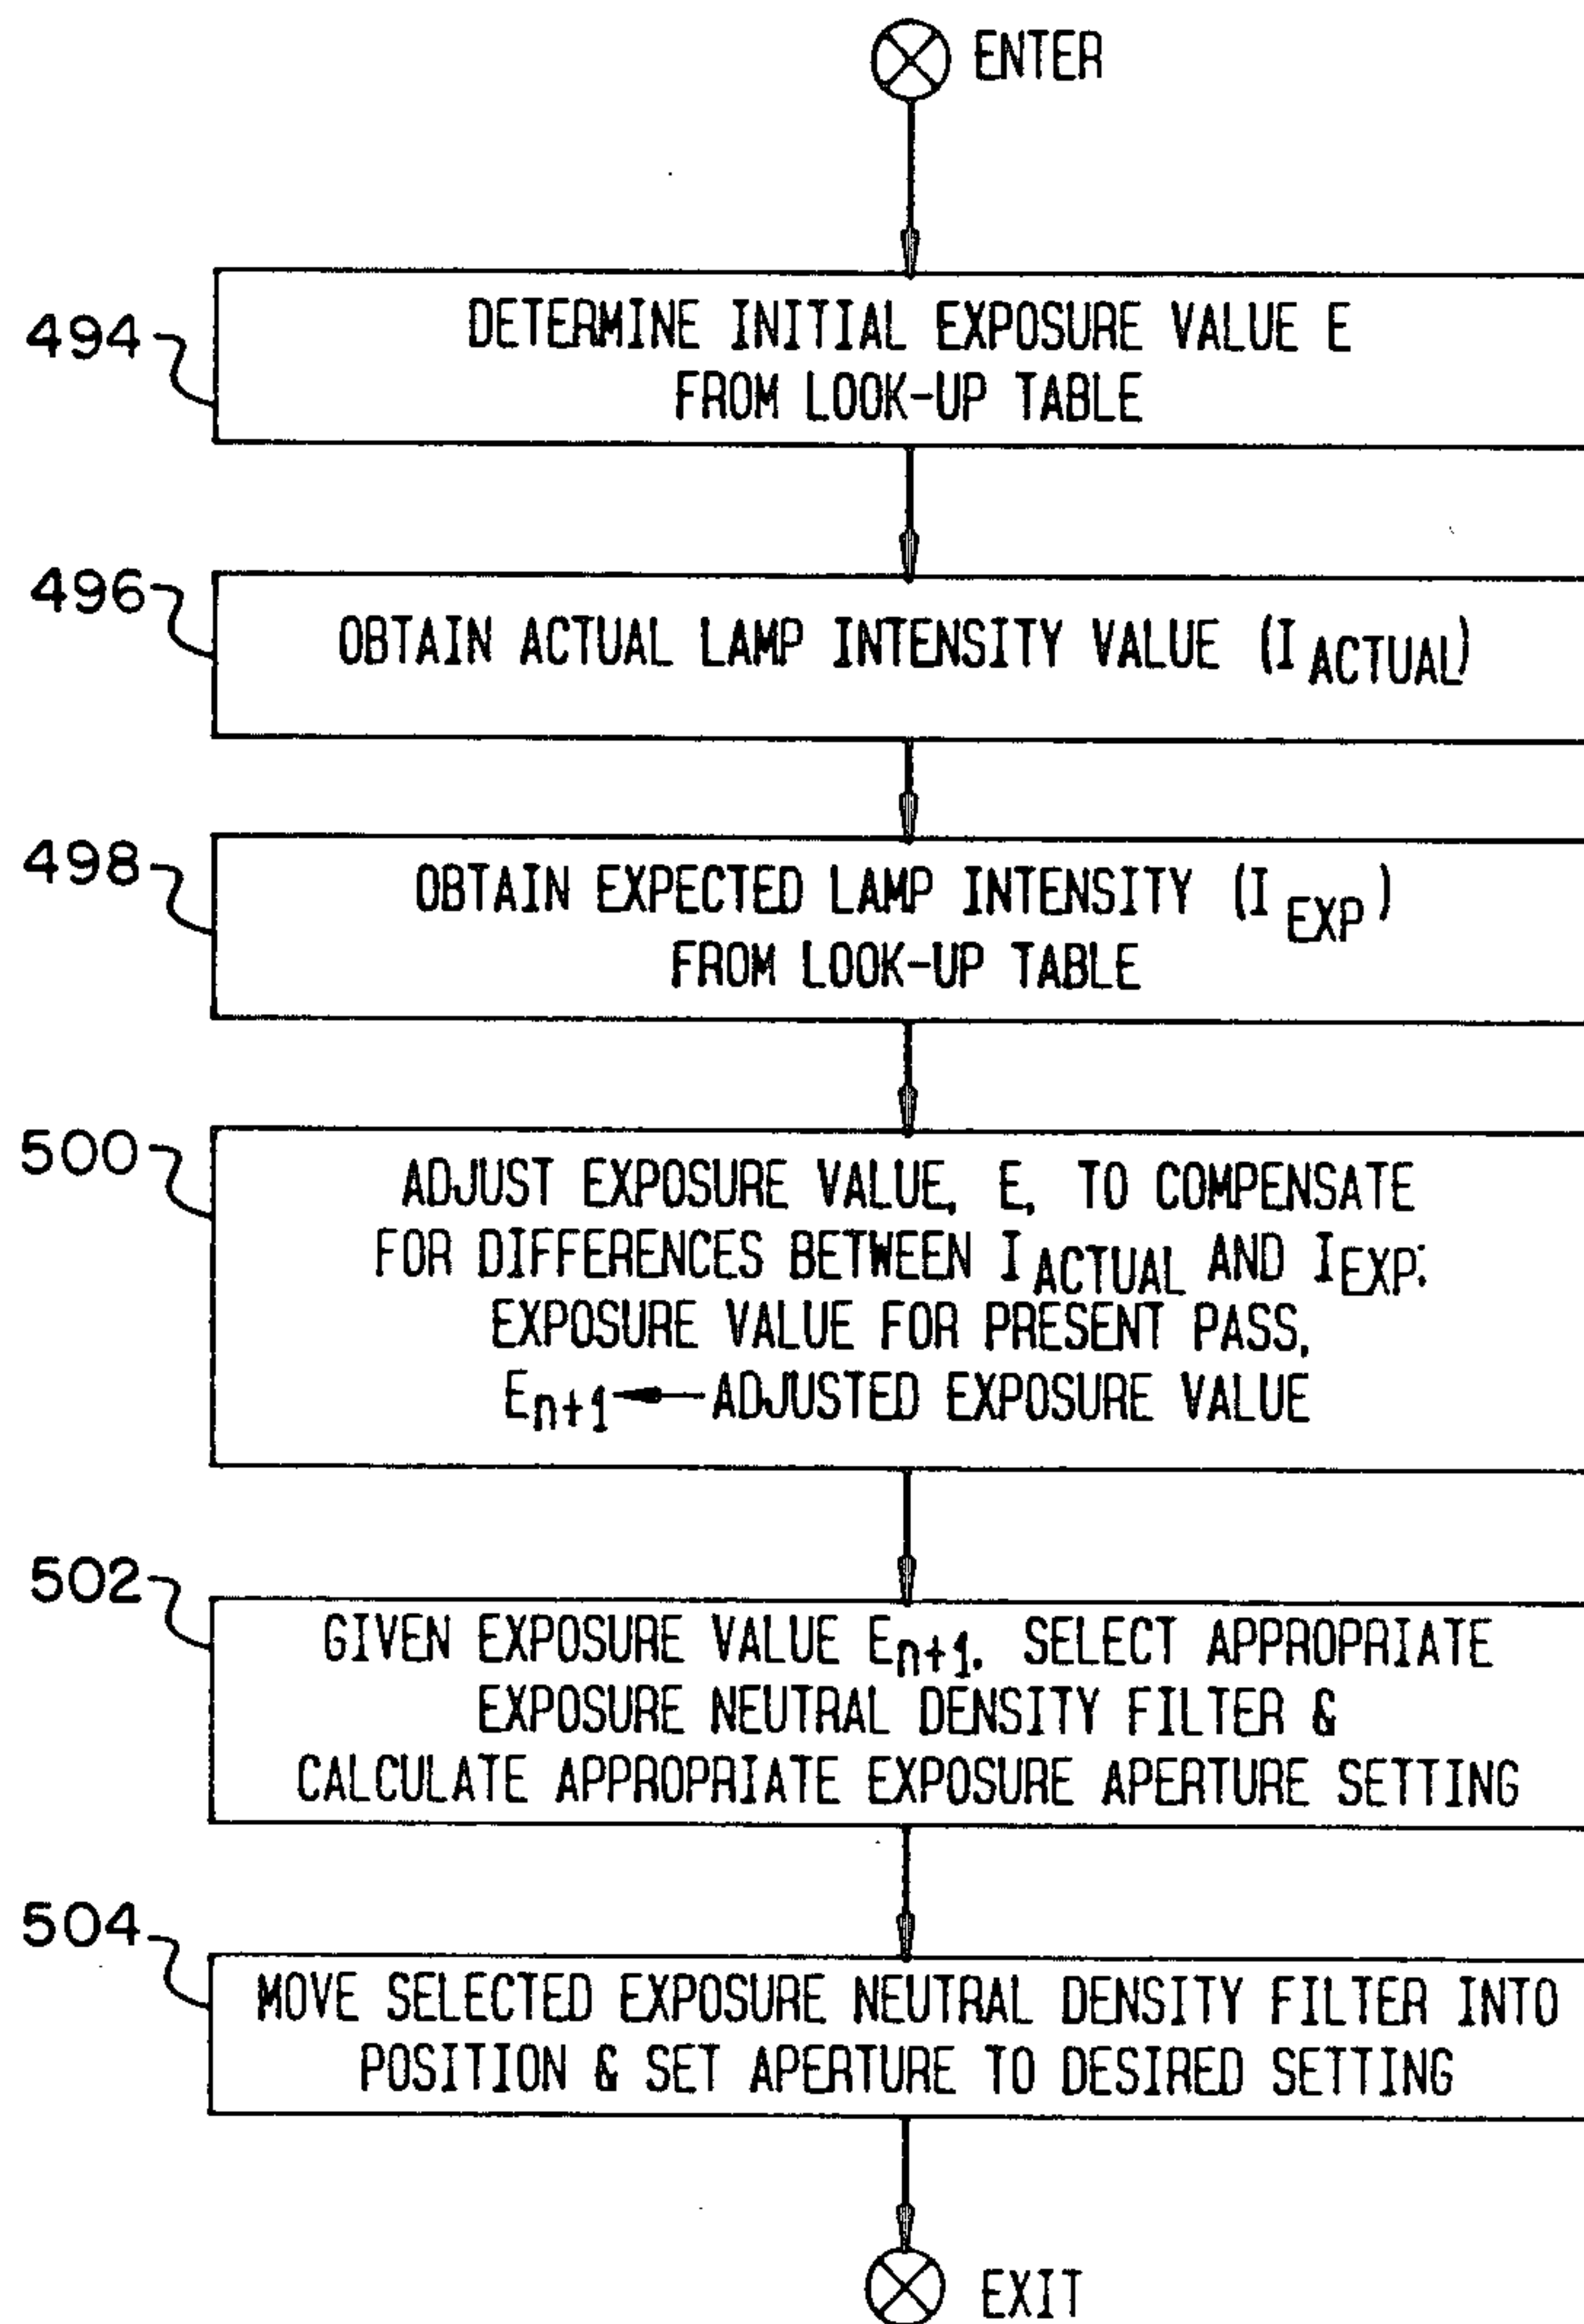 ENTER
494
DETERMINE INITIAL EXPOSURE VALUE E
FROM LOOK-UP TABLE
496
OBTAIN ACTUAL LAMP INTENSITY VALUE (I ACTUAL)
498
OBTAIN EXPECTED LAMP INTENSITY (I EXP)
FROM LOOK-UP TABLE
500
ADJUST EXPOSURE VALUE, E, TO COMPENSATE
FOR DIFFERENCES BETWEEN I ACTUAL AND I EXP:
EXPOSURE VALUE FOR PRESENT PASS,
En+1 ← ADJUSTED EXPOSURE VALUE
502
GIVEN EXPOSURE VALUE En+1, SELECT APPROPRIATE
EXPOSURE NEUTRAL DENSITY FILTER &
CALCULATE APPROPRIATE EXPOSURE APERTURE SETTING
504
MOVE SELECTED EXPOSURE NEUTRAL DENSITY FILTER INTO
POSITION & SET APERTURE TO DESIRED SETTING
EXIT